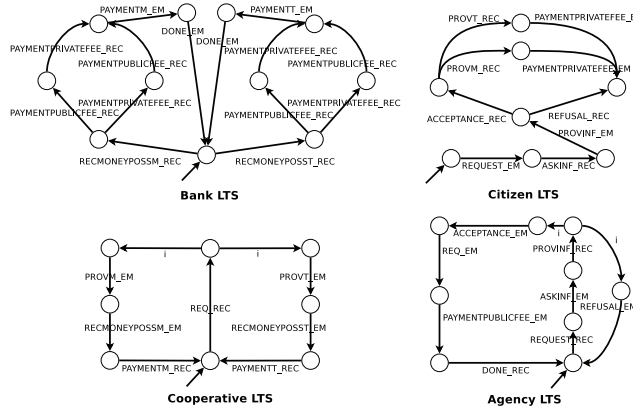 PAYMENTM_EM
PAYMENTT_EM
DONE_EM
DONE_EM
PAYMENTPRIVATEFEE_REC
PAYMENTPRIVATEFEE_REC
PAYMENTPUBLICFEE_REC
PAYMENTPUBLICFEE_REC
PAYMENTPRIVATEFEE_REC
PAYMENTPRIVATEFEE_REC
PAYMENTPUBLICFEE_REC
PAYMENTPUBLICFEE_REC
RECMONEYPOSSM_REC
RECMONEYPOSST_REC
Bank LTS
PROVT_REC
PAYMENTPRIVATEFEE_EM
PROVM_REC
PAYMENTPRIVATEFEE_EM
ACCEPTANCE_REC
REFUSAL_REC
PROVINF_EM
REQUEST_EM
ASKINF_REC
Citizen LTS
i
i
PROVM_EM
PROVT_EM
REQ_REC
RECMONEYPOSSM_EM
RECMONEYPOSST_EM
PAYMENTM_REC
PAYMENTT_REC
Cooperative LTS
ACCEPTANCE_EM
i
i
REQ_EM
PROVINF_REC
ASKINF_EM
REFUSAL_EM
PAYMENTPUBLICFEE_EM
REQUEST_REC
DONE_REC
Agency LTS